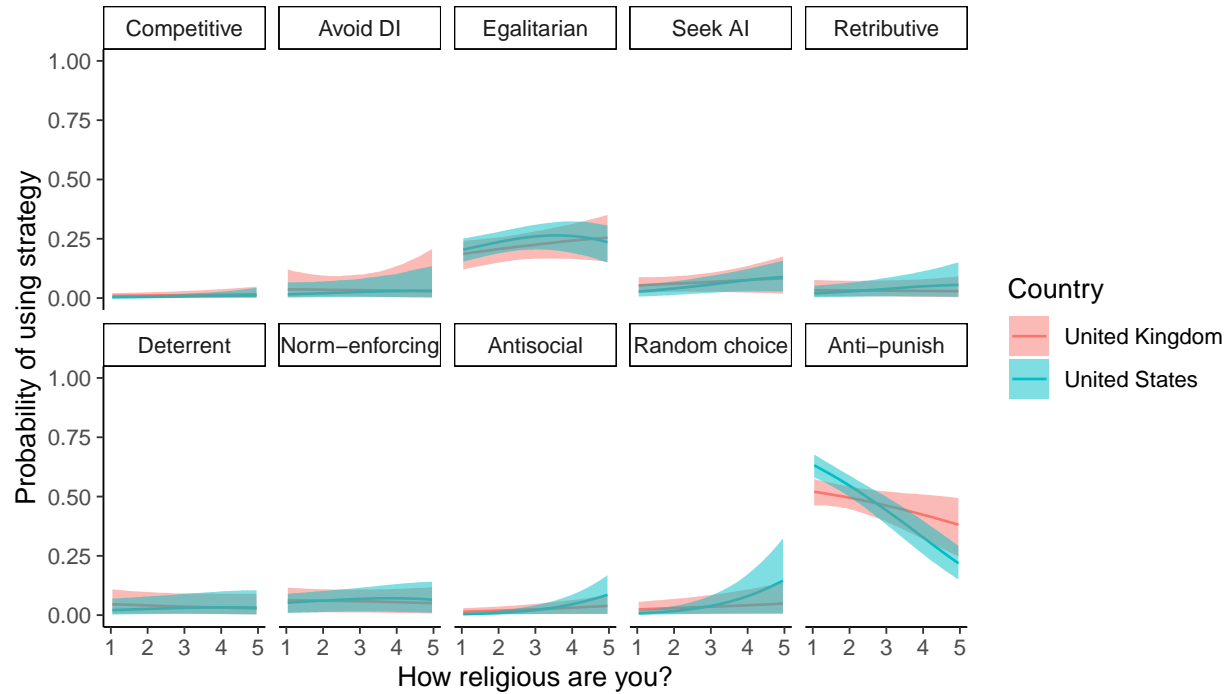 Competitive
Avoid DI
Egalitarian
Seek AI
Retributive
1.00
0.75
0.50
0.25
0.00
Deterrent
Norm−enforcing
Antisocial
Random choice
Anti−punish
1.00
0.75
0.50
0.25
0.00
1 2 3 4 5
1 2 3 4 5
1 2 3 4 5
1 2 3 4 5
1 2 3 4 5
How religious are you?
Probability of using strategy
Country
United Kingdom
United States